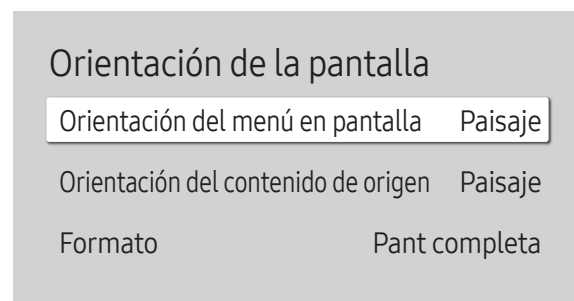 Orientación de la pantalla
Orientación del menú en pantalla Paisaje
Orientación del contenido de origen Paisaje
Formato Pant completa